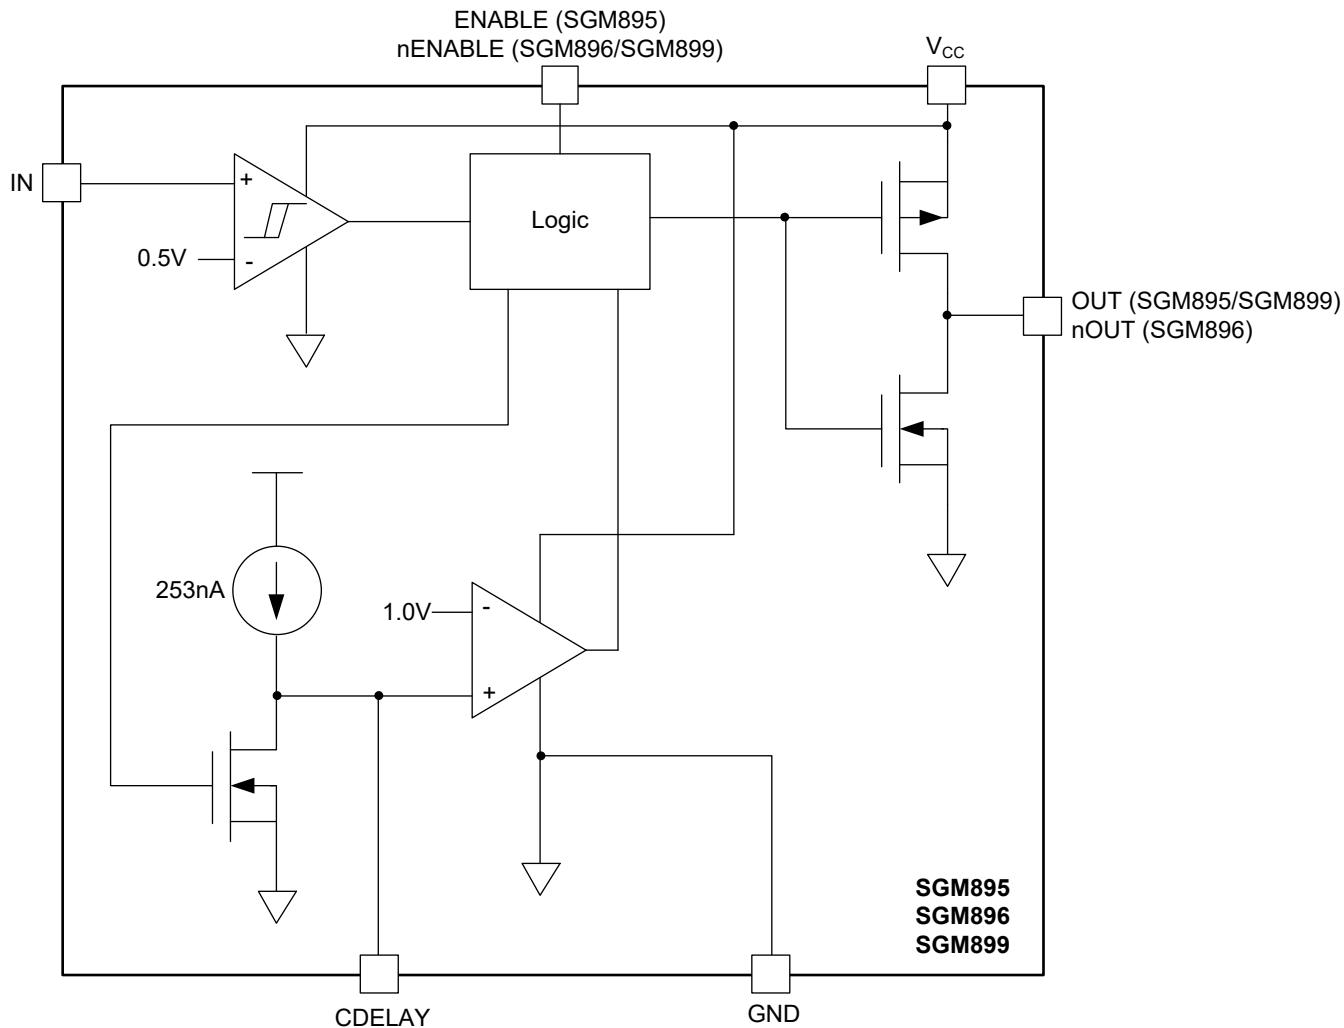 ENABLE (SGM895)
nENABLE (SGM896/SGM899)
VCC
IN
+
-
0.5V
Logic
OUT (SGM895/SGM899)
nOUT (SGM896)
253nA
1.0V
-
+
SGM895
SGM896
SGM899
CDELAY
GND